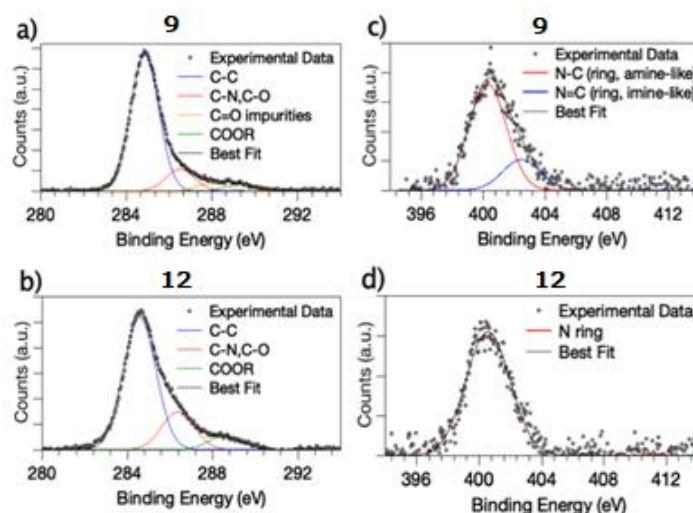 a)
9
Counts (a.u.)
Experimental Data
C-C
C-N,C-O
C=O impurities
COOR
Best Fit
280 284 288 292
Binding Energy (eV)
c)
9
Counts (a.u.)
Experimental Data
N-C (ring, amine-like)
N=C (ring, imine-like)
Best Fit
396 400 404 408 412
Binding Energy (eV)
b)
12
Counts (a.u.)
Experimental Data
C-C
C-N,C-O
COOR
Best Fit
280 284 288 292
Binding Energy (eV)
d)
12
Counts (a.u.)
Experimental Data
N ring
Best Fit
396 400 404 408 412
Binding Energy (eV)